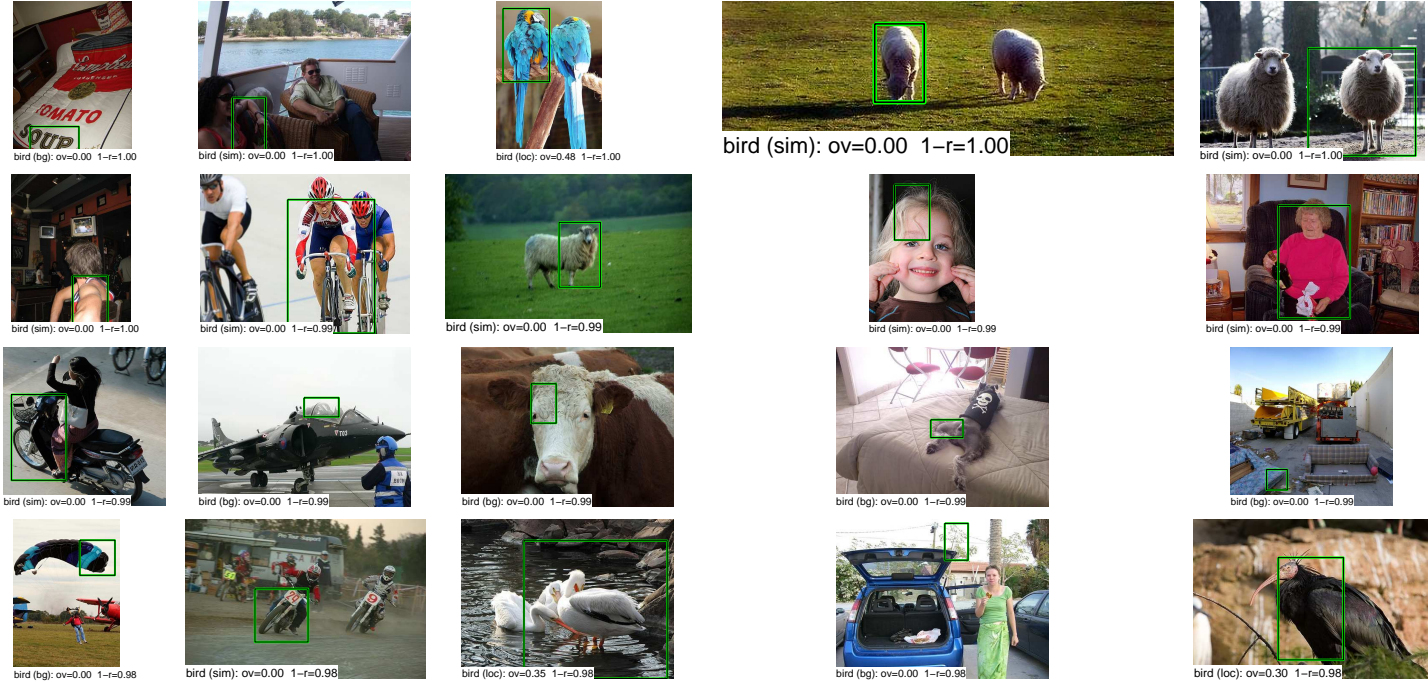 Campbell's
TOMATO
SOUP
bird (bg): ov=0.00 1−r=1.00
bird (sim): ov=0.00 1−r=1.00
bird (loc): ov=0.48 1−r=1.00
bird (sim): ov=0.00 1−r=1.00
bird (sim): ov=0.00 1−r=1.00
bird (sim): ov=0.00 1−r=1.00
bird (sim): ov=0.00 1−r=0.99
bird (sim): ov=0.00 1−r=0.99
bird (sim): ov=0.00 1−r=0.99
bird (sim): ov=0.00 1−r=0.99
bird (sim): ov=0.00 1−r=0.99
bird (bg): ov=0.00 1−r=0.99
bird (bg): ov=0.00 1−r=0.99
bird (bg): ov=0.00 1−r=0.99
bird (bg): ov=0.00 1−r=0.99
bird (bg): ov=0.00 1−r=0.98
bird (sim): ov=0.00 1−r=0.98
bird (loc): ov=0.35 1−r=0.98
bird (bg): ov=0.00 1−r=0.98
bird (loc): ov=0.30 1−r=0.98